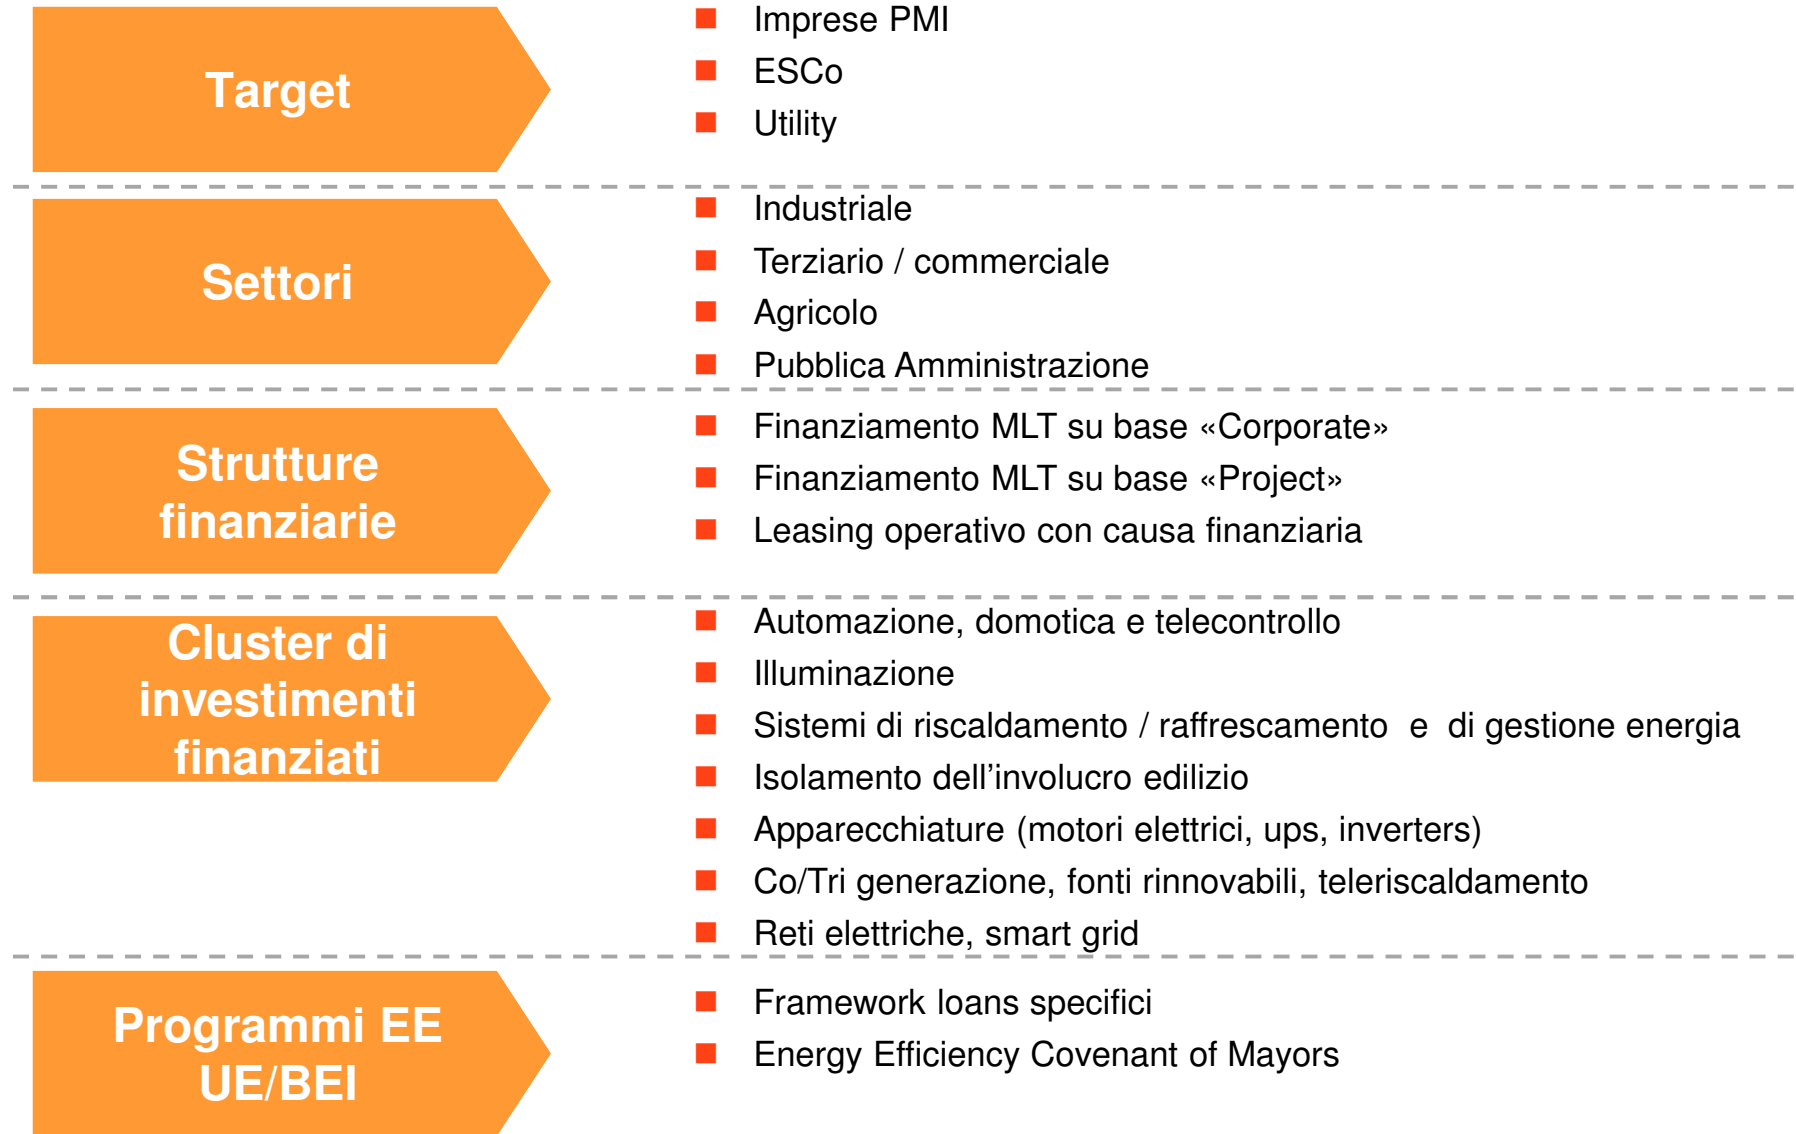 Target
Imprese PMI
ESCo
Utility
Settori
Industriale
Terziario / commerciale
Agricolo
Pubblica Amministrazione
Strutture
finanziarie
Finanziamento MLT su base «Corporate»
Finanziamento MLT su base «Project»
Leasing operativo con causa finanziaria
Cluster di
investimenti
finanziati
Automazione, domotica e telecontrollo
Illuminazione
Sistemi di riscaldamento / raffrescamento e di gestione energia
Isolamento dell’involucro edilizio
Apparecchiature (motori elettrici, ups, inverters)
Co/Tri generazione, fonti rinnovabili, teleriscaldamento
Reti elettriche, smart grid
Programmi EE
UE/BEI
Framework loans specifici
Energy Efficiency Covenant of Mayors